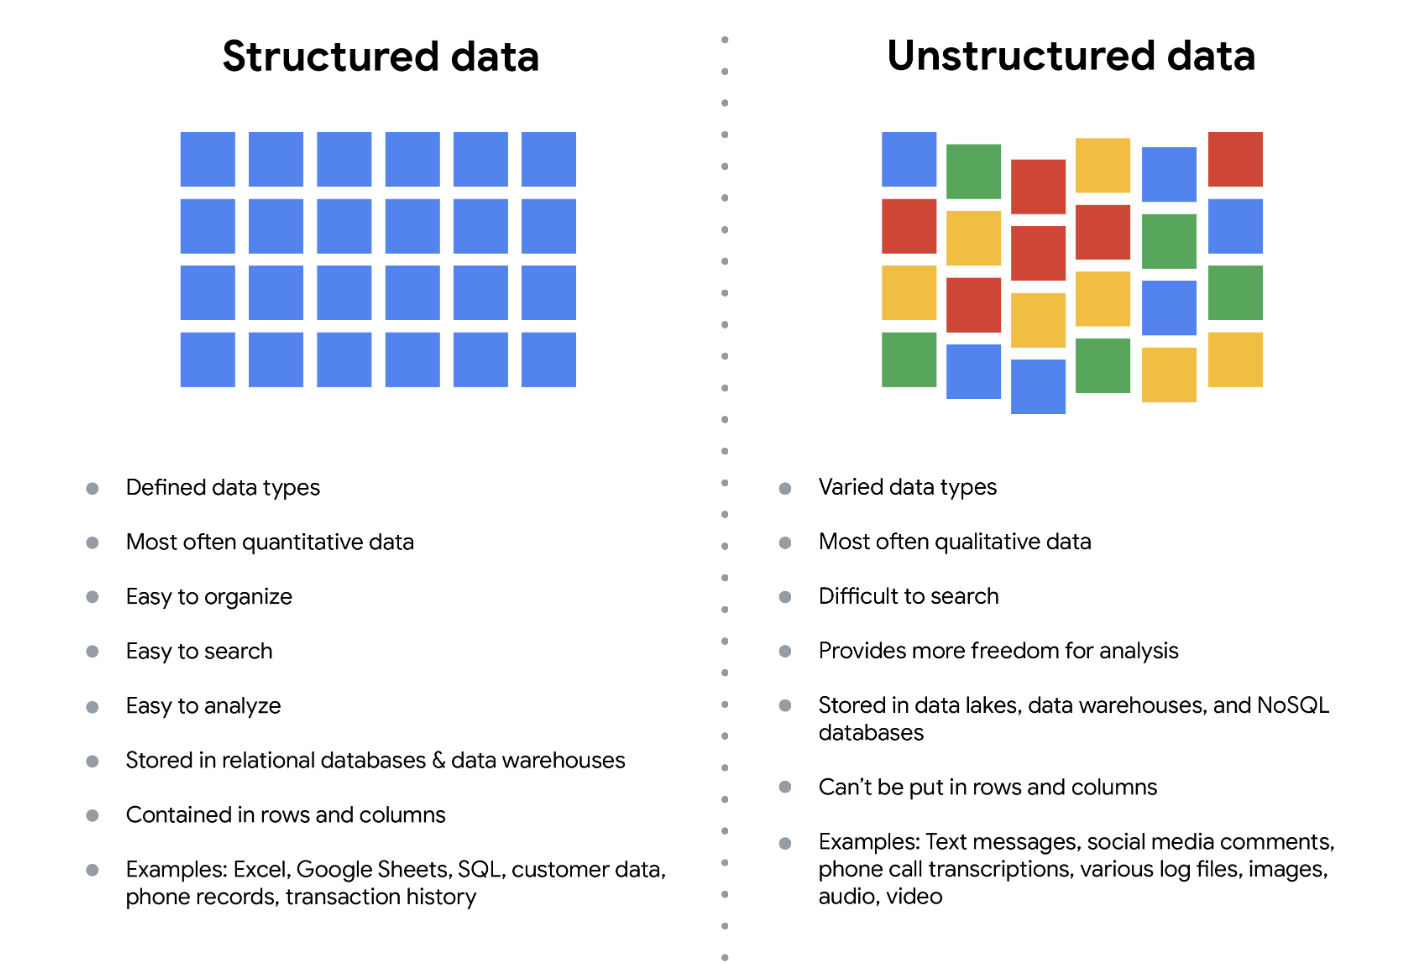 Structured data
Defined data types
Most often quantitative data
Easy to organize
Easy to search
Easy to analyze
Stored in relational databases & data warehouses
Contained in rows and columns
Examples: Excel, Google Sheets, SQL, customer data,
phone records, transaction history
Unstructured data
Varied data types
Most often qualitative data
Difficult to search
Provides more freedom for analysis
Stored in data lakes, data warehouses, and NoSQL
databases
Can’t be put in rows and columns
Examples: Text messages, social media comments,
phone call transcriptions, various log files, images,
audio, video